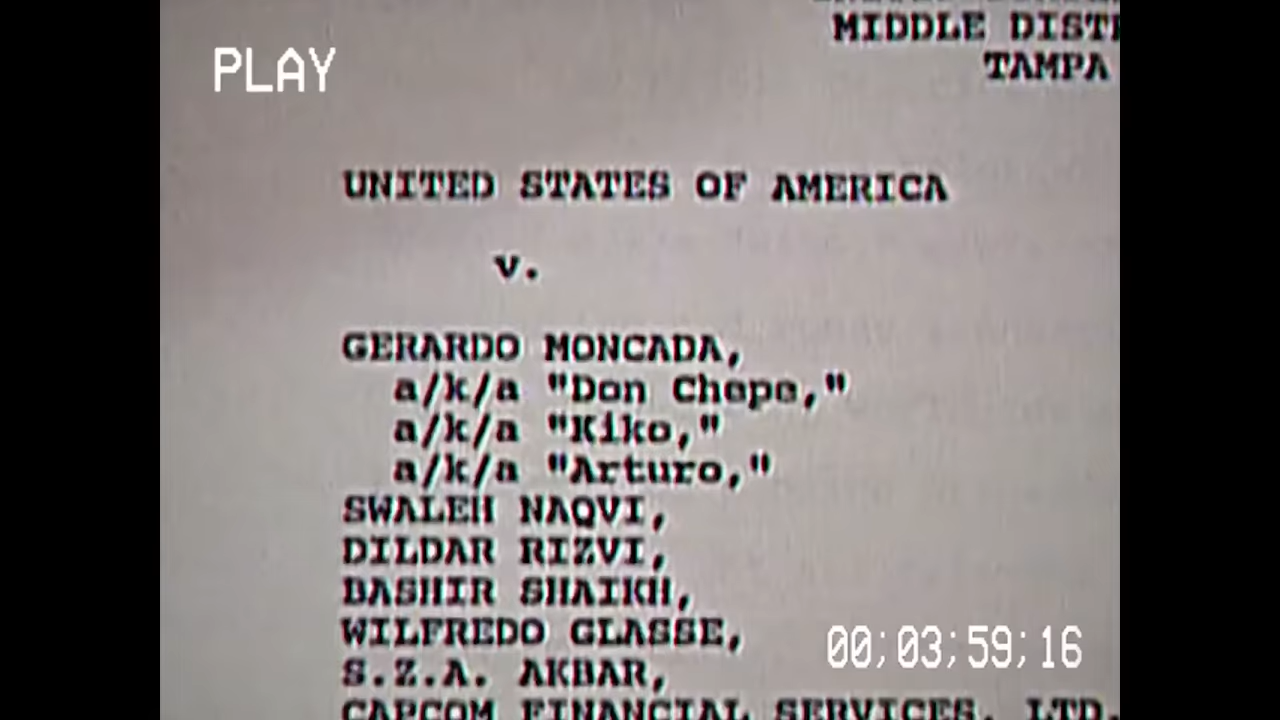 MIDDLE DIST
TAMPA
PLAY
UNITED STATES OF AMERICA
v.
GERARDO MONCADA,
a/k/a "Don Chepe,"
a/k/a "Kiko,"
a/k/a "Arturo,"
SWALEH NAQVI,
DILDAR RIZVI,
BASHIR SHAIKH,
WILFREDO GLASSE,
S.Z.A. AKBAR,
CAPCOM FINANCIAL SERVICES, LTD.
00;03;59;16